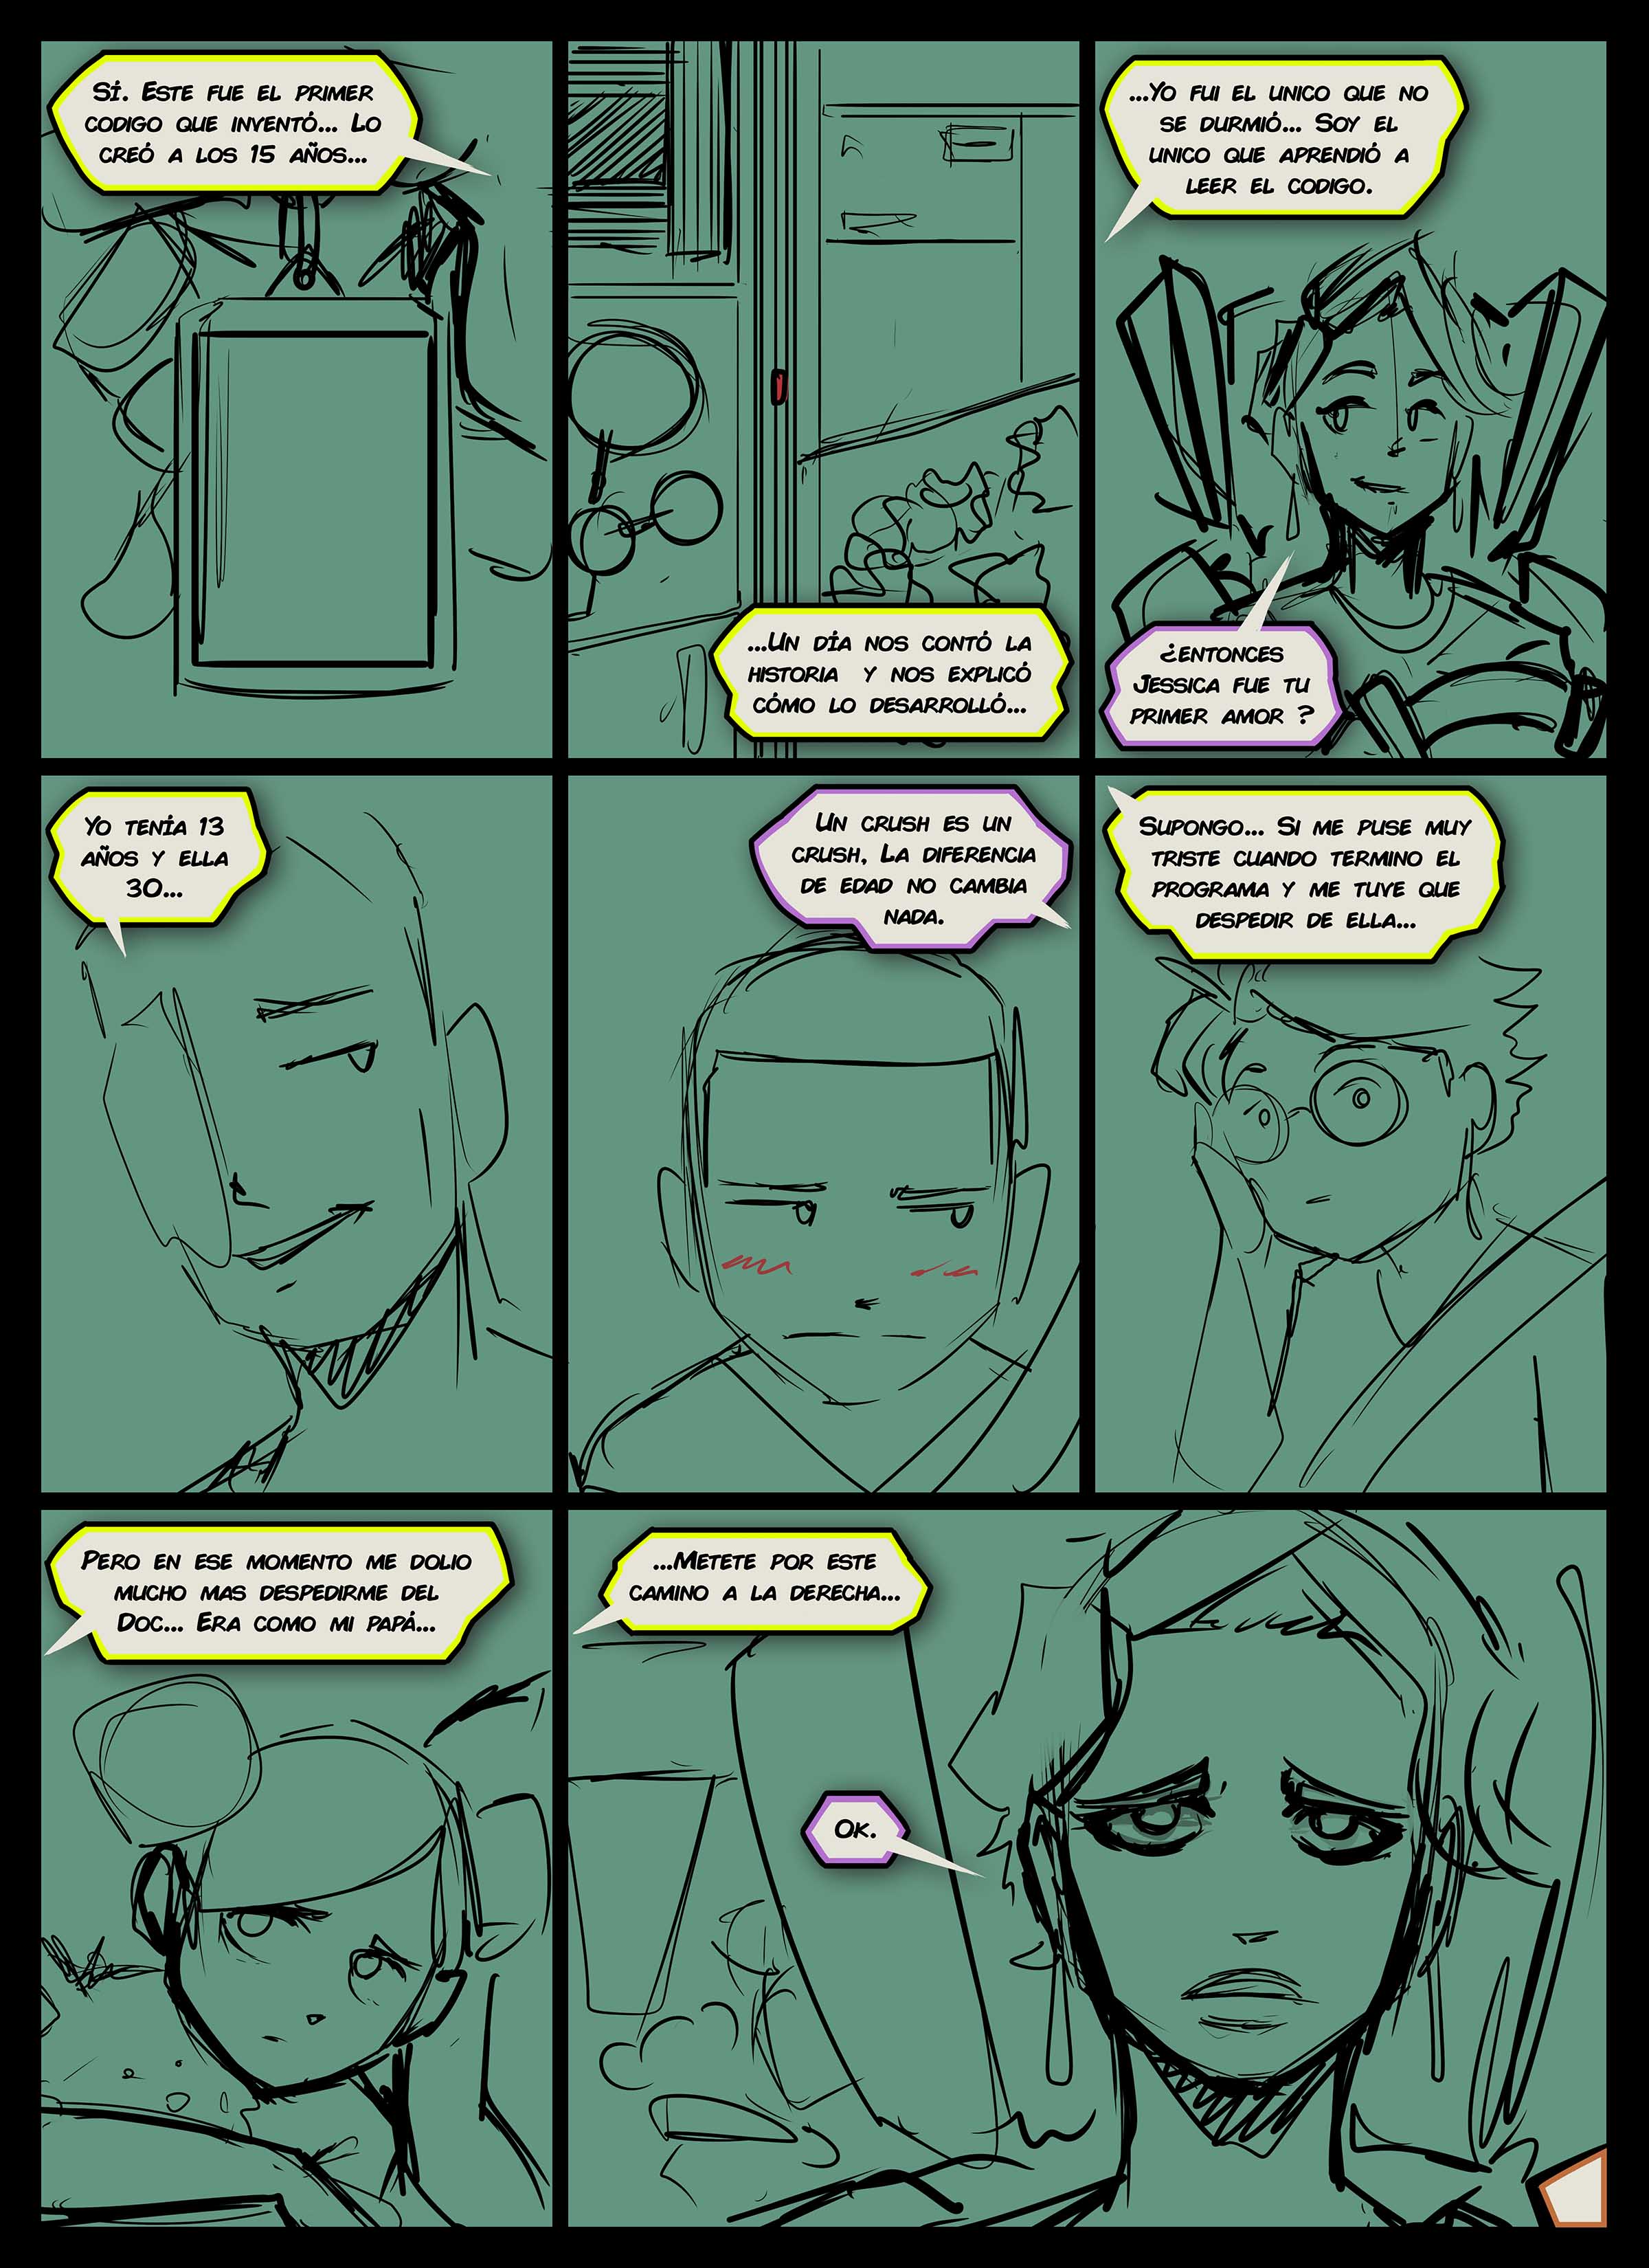 Sí. Este fue el primer
codigo que inventó... Lo
creó a los 15 años...
...Un día nos contó la
historia y nos explicó
cómo lo desarrolló...
...Yo fui el unico que no
se durmió... Soy el
unico que aprendió a
leer el codigo.
¿entonces
Jessica fue tu
primer amor ?
Yo tenía 13
años y ella
30...
Un crush es un
crush, La diferencia
de edad no cambia
nada.
Supongo... Si me puse muy
triste cuando termino el
programa y me tuve que
despedir de ella...
Pero en ese momento me dolio
mucho mas despedirme del
Doc... Era como mi papá...
...Metete por este
camino a la derecha...
Ok.